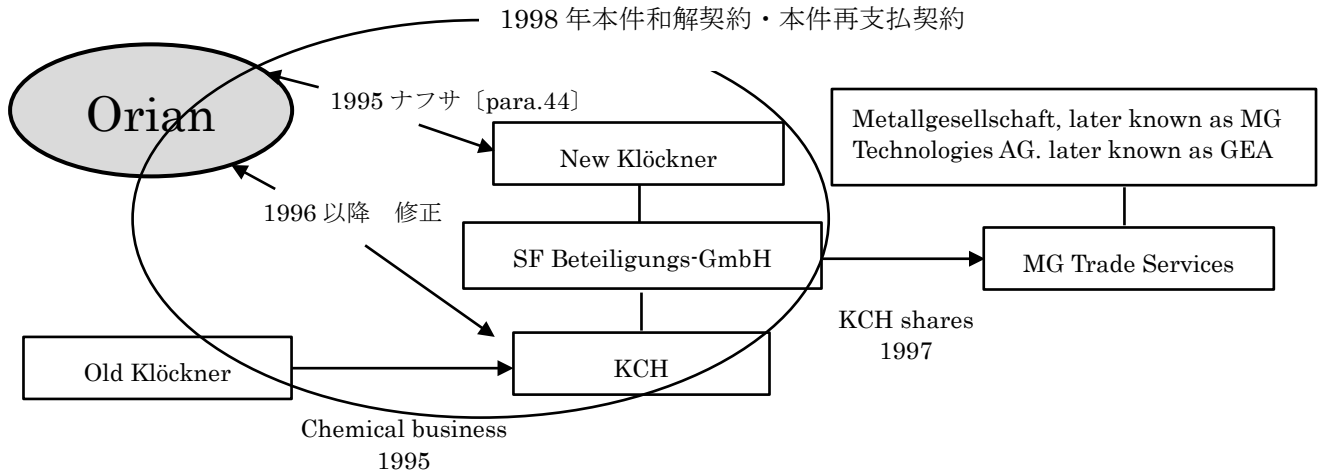 1998 年本件和解契約・本件再支払契約
Orian
1995 ナフサ〔para.44〕
New Klöckner
Metallgesellschaft, later known as MG
Technologies AG. later known as GEA
1996 以降　修正
SF Beteiligungs-GmbH
MG Trade Services
KCH shares
1997
Old Klöckner
KCH
Chemical business
1995